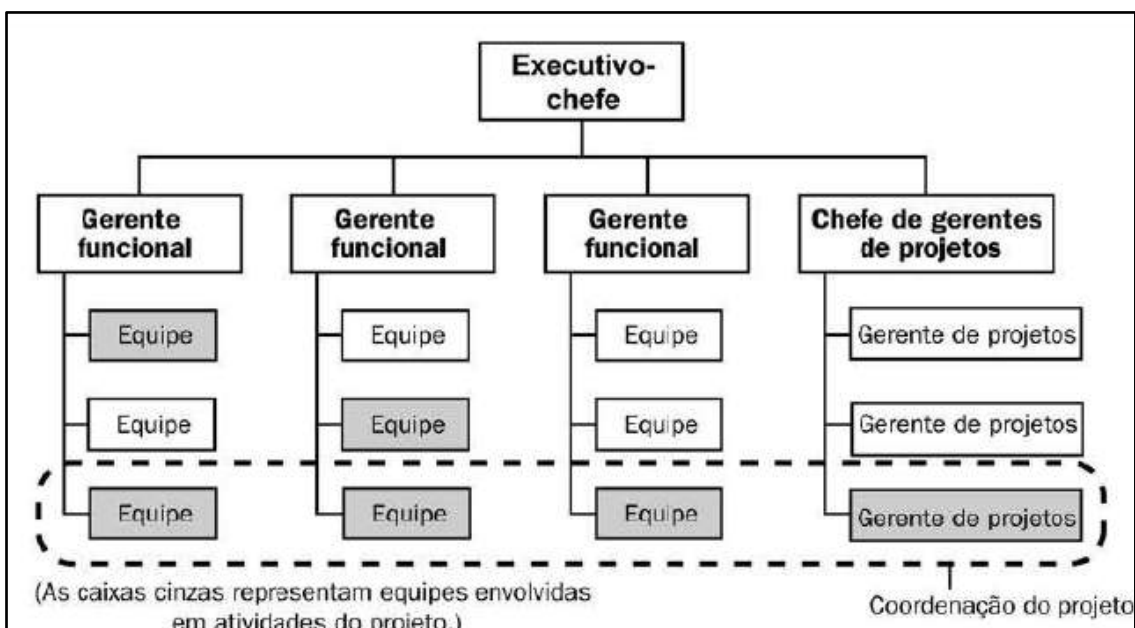 Executivo-
chefe
Gerente
funcional
Gerente
funcional
Gerente
funcional
Chefe de gerentes
de projetos
Equipe
Equipe
Equipe
Gerente de projetos
Equipe
Equipe
Equipe
Gerente de projetos
Equipe
Equipe
Equipe
Gerente de projetos
(As caixas cinzas representam equipes envolvidas
em atividades do projeto.)
Coordenação do projeto